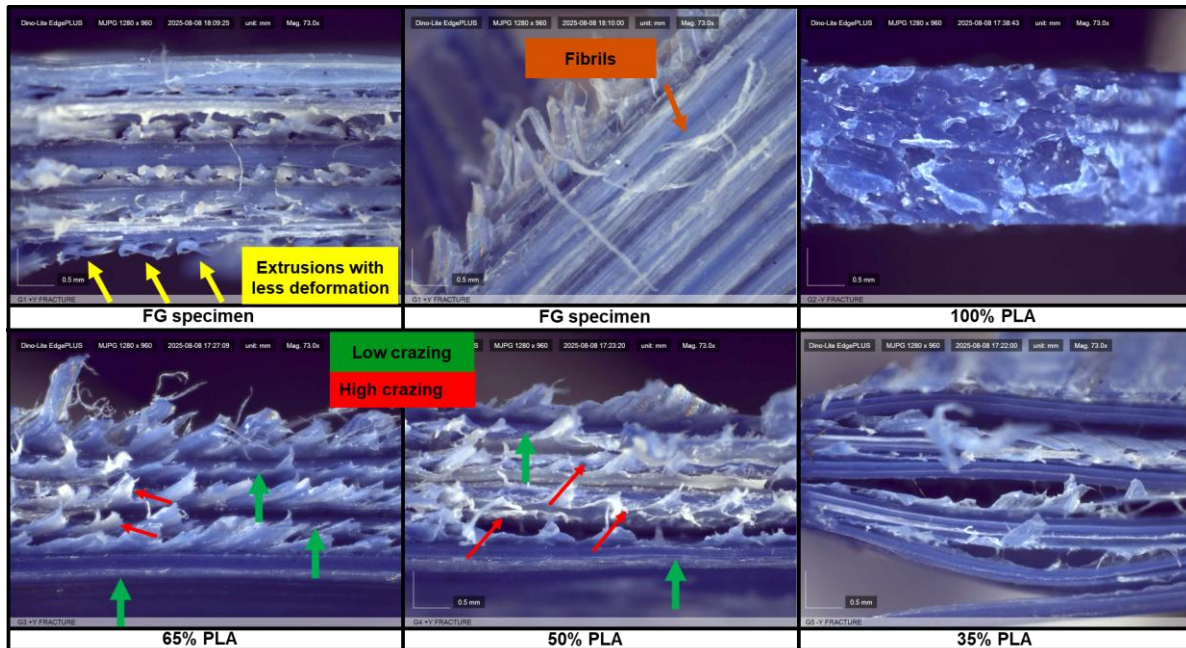 Dino-Lite EdgePLUS MJPG 1280 x 960 2025-08-08 18:09:25 unit: mm Mag. 73.0x
Dino-Lite EdgePLUS MJPG 1280 x 960 2025-08-08 18:10:00 unit: mm Mag. 73.0x
Dino-Lite EdgePLUS MJPG 1280 x 960 2025-08-08 17:38:43 unit: mm Mag. 73.0x
Fibrils
Extrusions with
less deformation
0.5 mm
0.5 mm
0.5 mm
G1 +Y FRACTURE
G1 +Y FRACTURE
G2 -Y FRACTURE
FG specimen
FG specimen
100% PLA
Dino-Lite EdgePLUS MJPG 1280 x 960 2025-08-08 17:27:09 unit: mm Mag. 73.0x
1280 x 960 2025-08-08 17:23:20 unit: mm Mag. 73.0x
Dino-Lite EdgePLUS MJPG 1280 x 960 2025-08-08 17:22:00 unit: mm Mag. 73.0x
Low crazing
High crazing
0.5 mm
0.5 mm
0.5 mm
G3 +Y FRACTURE
G4 +Y FRACTURE
G5 -Y FRACTURE
65% PLA
50% PLA
35% PLA